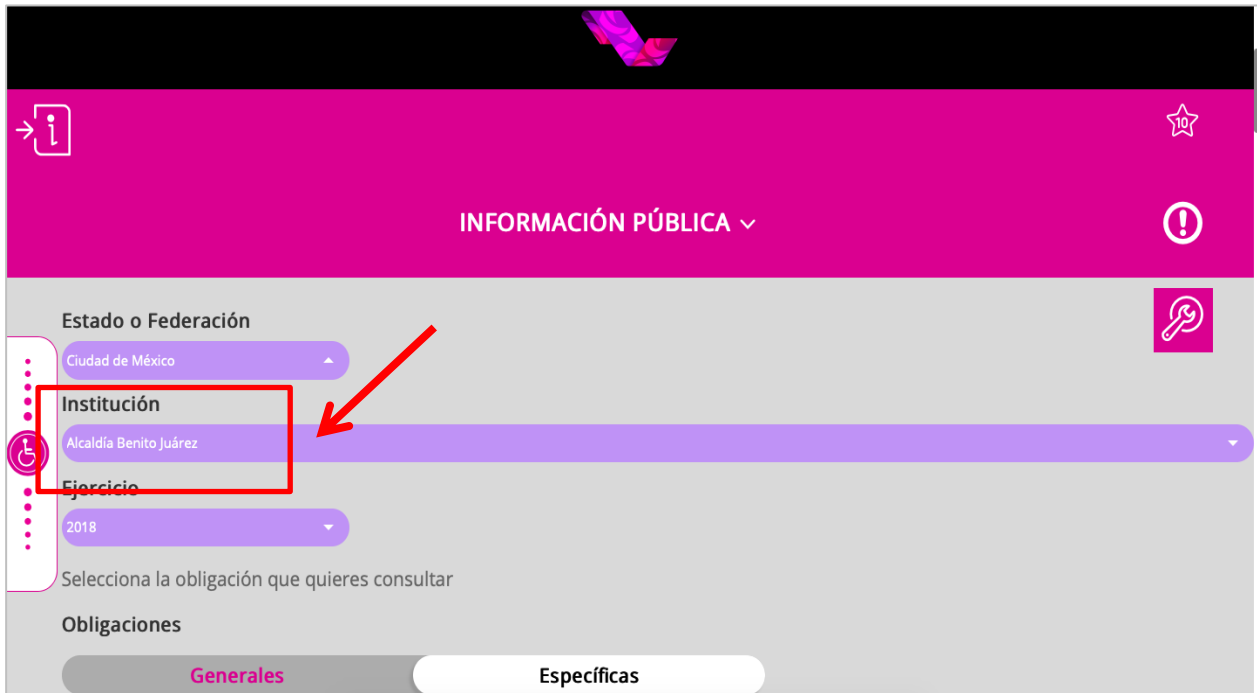 10
INFORMACIÓN PÚBLICA
Estado o Federación
Ciudad de México
Institución
Alcaldía Benito Juárez
Ejercicio
2018
Selecciona la obligación que quieres consultar
Obligaciones
Generales Específicas